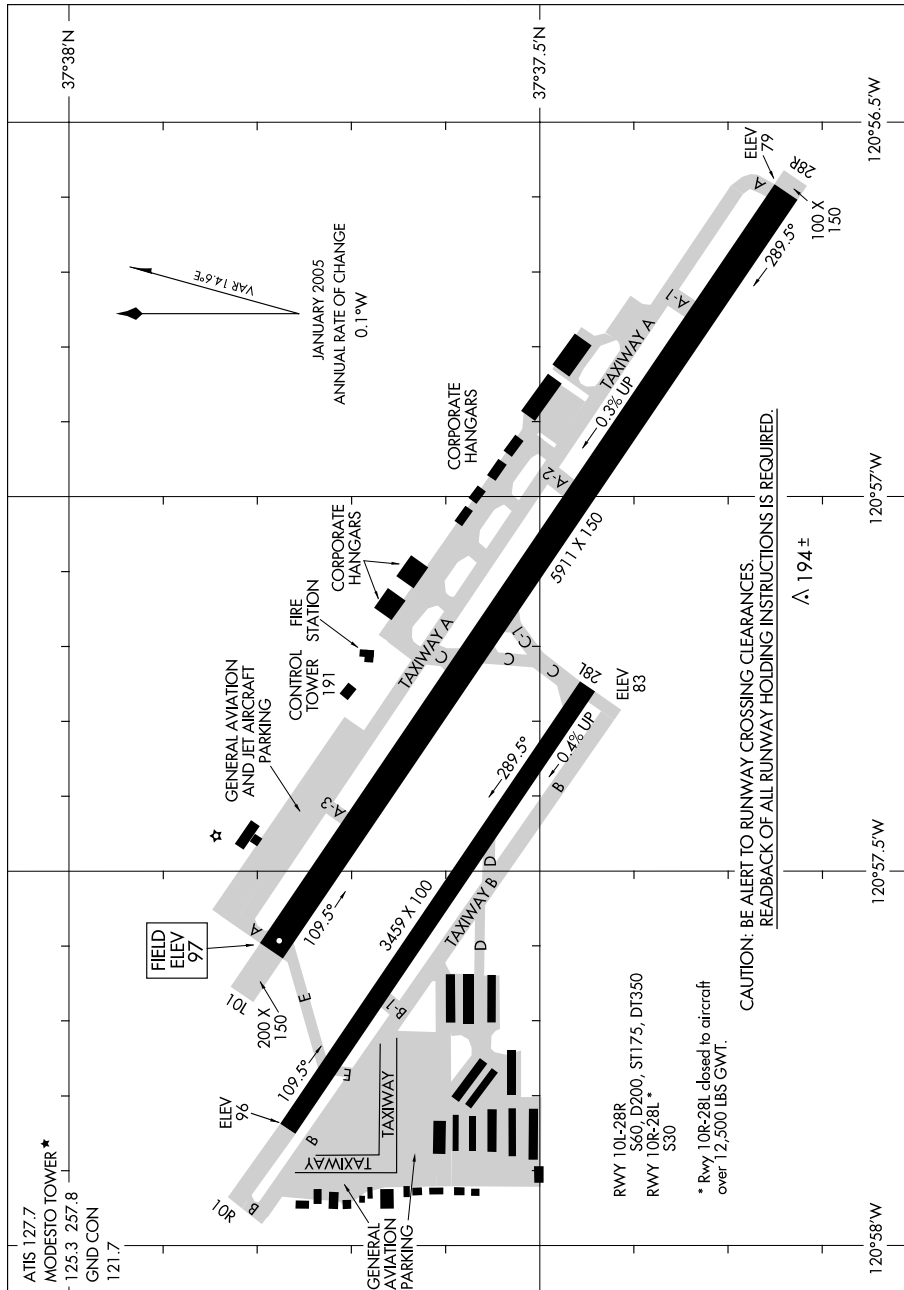 ATIS 127.7
MODESTO TOWER ★
125.3 257.8
GND CON
121.7
37°38'N
37°37.5'N
120°56.5'W
120°57'W
120°57.5'W
120°58'W
VAR 14.6°E
JANUARY 2005
ANNUAL RATE OF CHANGE
0.1°W
FIELD
ELEV
97
GENERAL AVIATION
AND JET AIRCRAFT
PARKING
CONTROL
TOWER
191
FIRE
STATION
CORPORATE
HANGARS
CORPORATE
HANGARS
10L
200 X
150
A
A-3
TAXIWAY A
C
C
C
C-1
A-2
TAXIWAY A
A-1
A
ELEV
79
28R
100 X
150
109.5°
5911 X 150
0.3% UP
289.5°
E
E
10R
B
B
ELEV
96
109.5°
3459 X 100
289.5°
0.4% UP
28L
ELEV
83
B-1
TAXIWAY B
B
D
D
TAXIWAY
TAXIWAY
GENERAL
AVIATION
PARKING
RWY 10L-28R
S60, D200, ST175, DT350
RWY 10R-28L *
S30
* Rwy 10R-28L closed to aircraft
over 12,500 LBS GWT.
194 ±
CAUTION: BE ALERT TO RUNWAY CROSSING CLEARANCES.
READBACK OF ALL RUNWAY HOLDING INSTRUCTIONS IS REQUIRED.